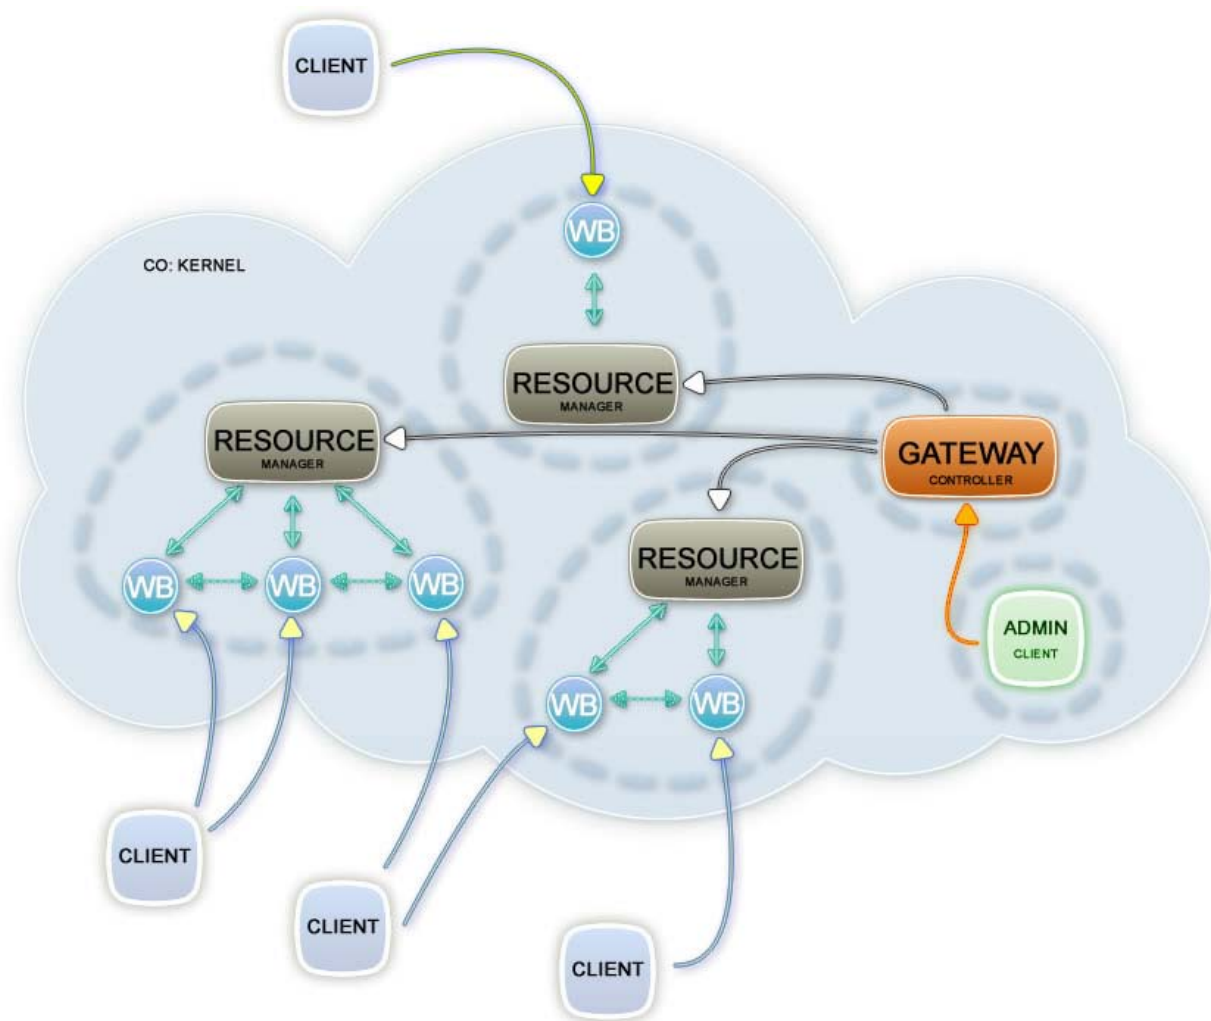 CLIENT
WB
CO: KERNEL
RESOURCE
MANAGER
RESOURCE
MANAGER
GATEWAY
CONTROLLER
RESOURCE
MANAGER
WB
WB
WB
ADMIN
CLIENT
WB
WB
CLIENT
CLIENT
CLIENT